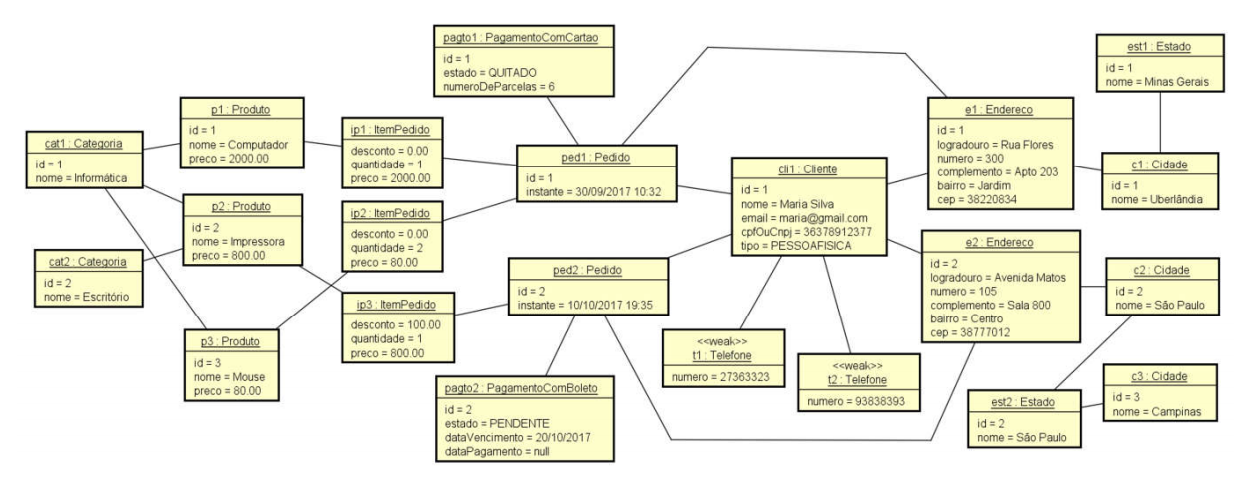 pagto1 : PagamentoComCartao
id = 1
estado = QUITADO
numeroDeParcelas = 6
est1 : Estado
id = 1
nome = Minas Gerais
p1 : Produto
id = 1
nome = Computador
preco = 2000.00
e1 : Endereco
id = 1
logradouro = Rua Flores
numero = 300
complemento = Apto 203
bairro = Jardim
cep = 38220834
ip1 : ItemPedido
desconto = 0.00
quantidade = 1
preco = 2000.00
cat1 : Categoria
id = 1
nome = Informática
ped1 : Pedido
id = 1
instante = 30/09/2017 10:32
cli1 : Cliente
id = 1
nome = Maria Silva
email = maria@gmail.com
cpfOuCnpj = 36378912377
tipo = PESSOAFISICA
c1 : Cidade
id = 1
nome = Uberlândia
p2 : Produto
id = 2
nome = Impressora
preco = 800.00
ip2 : ItemPedido
desconto = 0.00
quantidade = 2
preco = 80.00
e2 : Endereco
id = 2
logradouro = Avenida Matos
numero = 105
complemento = Sala 800
bairro = Centro
cep = 38777012
cat2 : Categoria
id = 2
nome = Escritório
ped2 : Pedido
id = 2
instante = 10/10/2017 19:35
c2 : Cidade
id = 2
nome = São Paulo
ip3 : ItemPedido
desconto = 100.00
quantidade = 1
preco = 800.00
p3 : Produto
id = 3
nome = Mouse
preco = 80.00
<<weak>>
t1 : Telefone
numero = 27363323
<<weak>>
t2 : Telefone
numero = 93838393
pagto2 : PagamentoComBoleto
id = 2
estado = PENDENTE
dataVencimento = 20/10/2017
dataPagamento = null
est2 : Estado
id = 2
nome = São Paulo
c3 : Cidade
id = 3
nome = Campinas